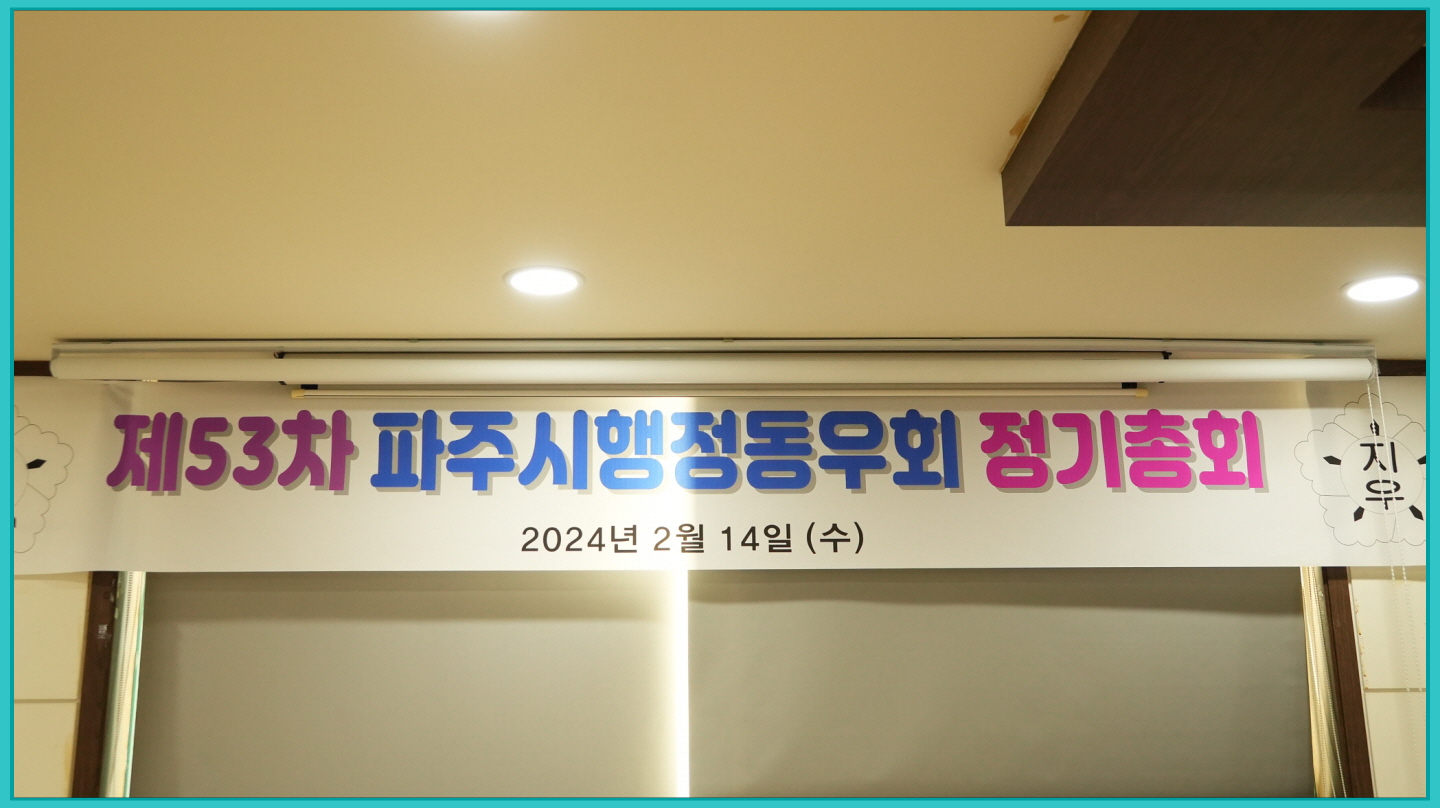 제53차 파주시행정동우회 정기총회
2024년 2월 14일 (수)
지우